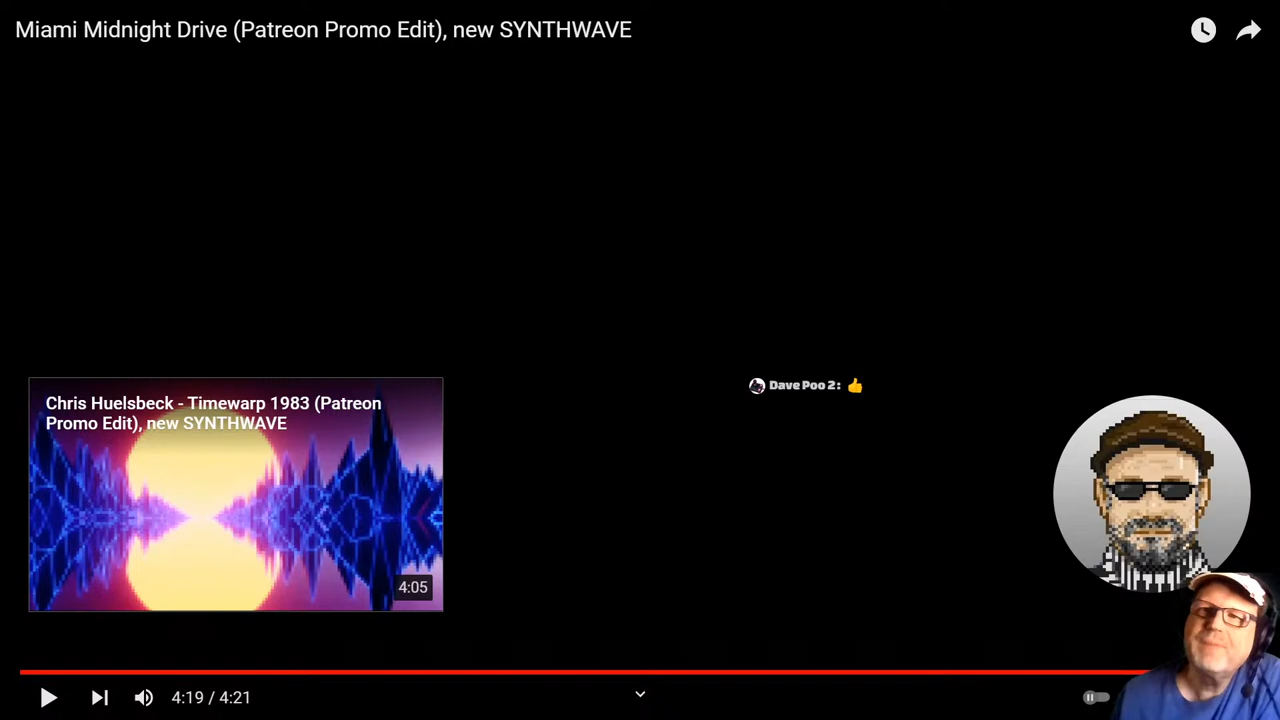 Miami Midnight Drive (Patreon Promo Edit), new SYNTHWAVE
Dave Poo 2: 👍
Chris Huelsbeck - Timewarp 1983 (Patreon
Promo Edit), new SYNTHWAVE
4:05
4:19 / 4:21